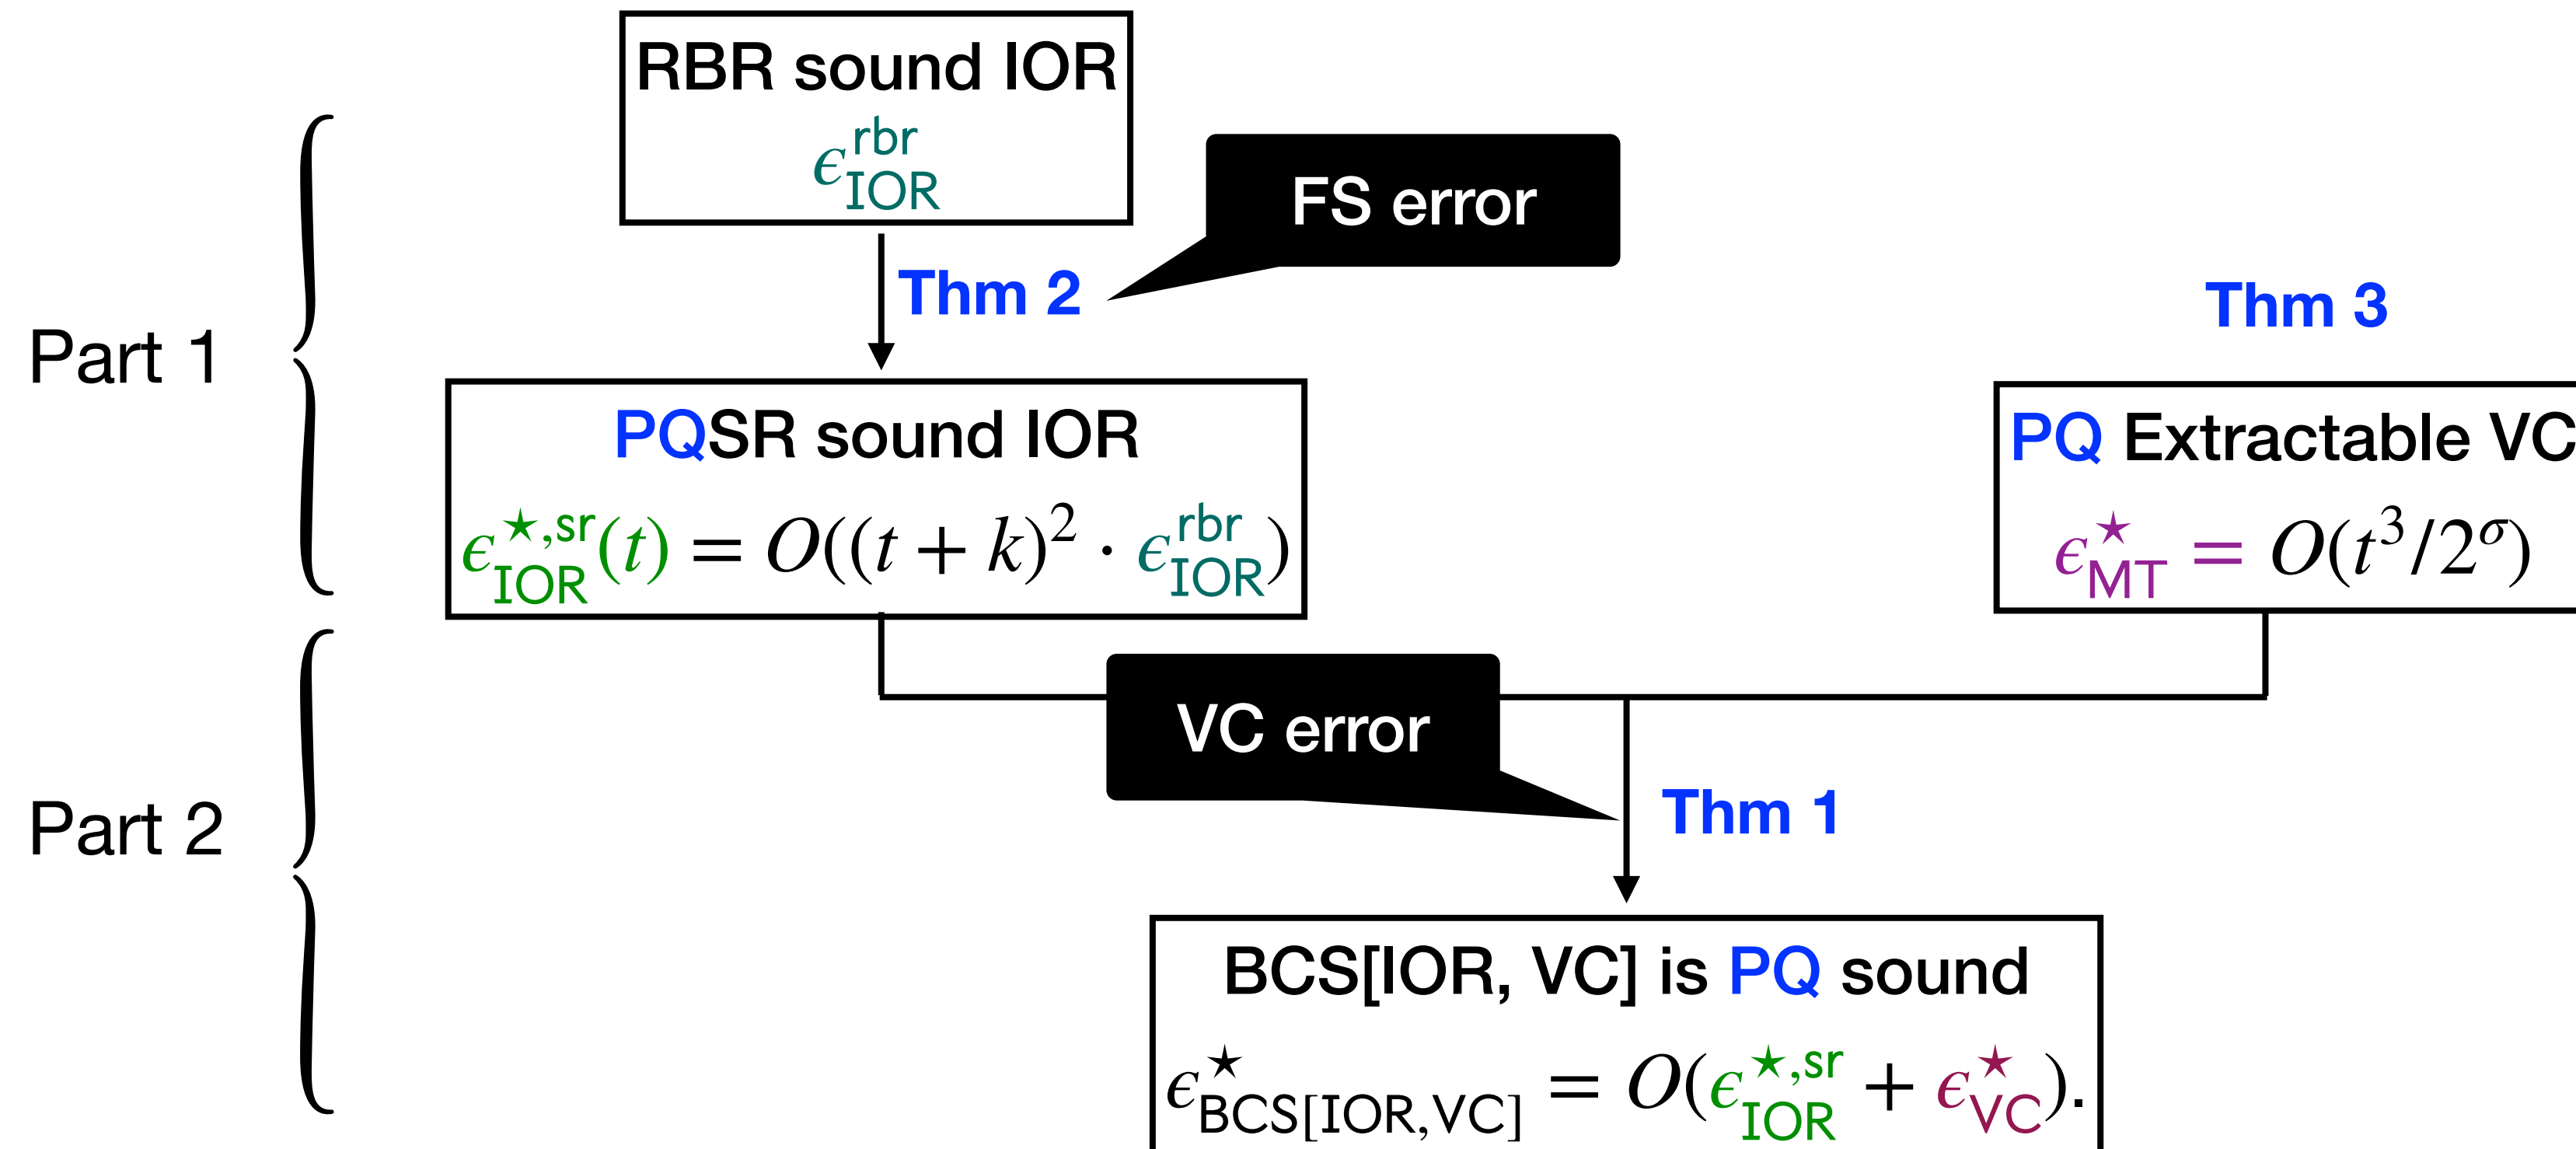 RBR sound IOR
ϵ^rbr_IOR
FS error
Thm 2
Thm 3
Part 1
PQSR sound IOR
ϵ^⋆,sr_IOR(t) = O((t + k)^2 · ϵ^rbr_IOR)
PQ Extractable VC
ϵ^⋆_MT = O(t^3/2^σ)
VC error
Thm 1
Part 2
BCS[IOR, VC] is PQ sound
ϵ^⋆_BCS[IOR,VC] = O(ϵ^⋆,sr_IOR + ϵ^⋆_VC).